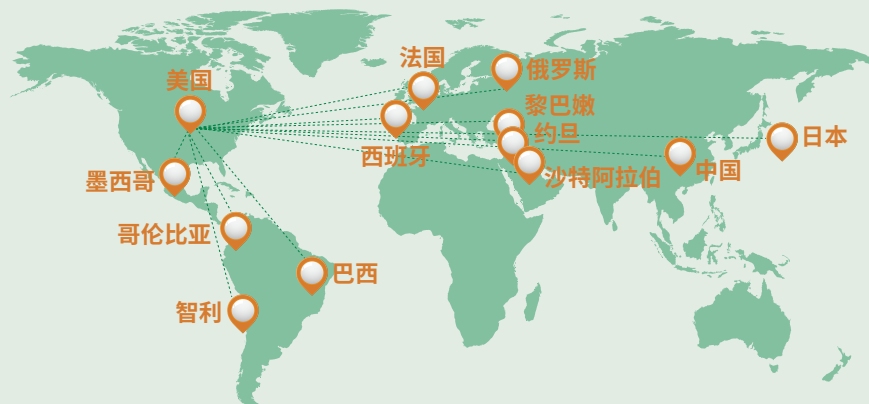 法国
俄罗斯
美国
黎巴嫩
约旦
日本
西班牙
中国
沙特阿拉伯
墨西哥
哥伦比亚
巴西
智利